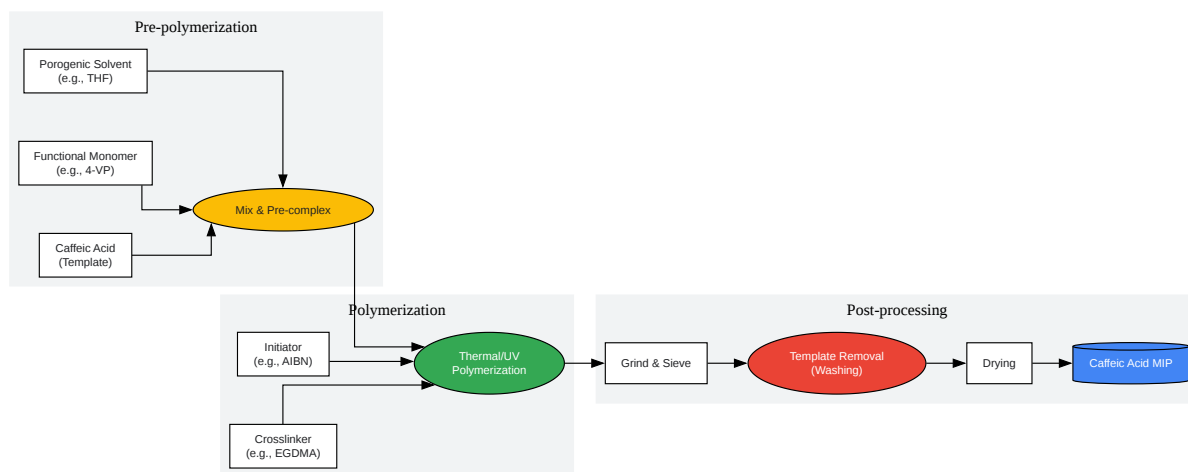 Pre-polymerization
Porogenic Solvent
(e.g., THF)
Functional Monomer
(e.g., 4-VP)
Mix & Pre-complex
Caffeic Acid
(Template)
Polymerization
Initiator
(e.g., AIBN)
Thermal/UV
Polymerization
Crosslinker
(e.g., EGDMA)
Post-processing
Grind & Sieve
Template Removal
(Washing)
Drying
Caffeic Acid MIP